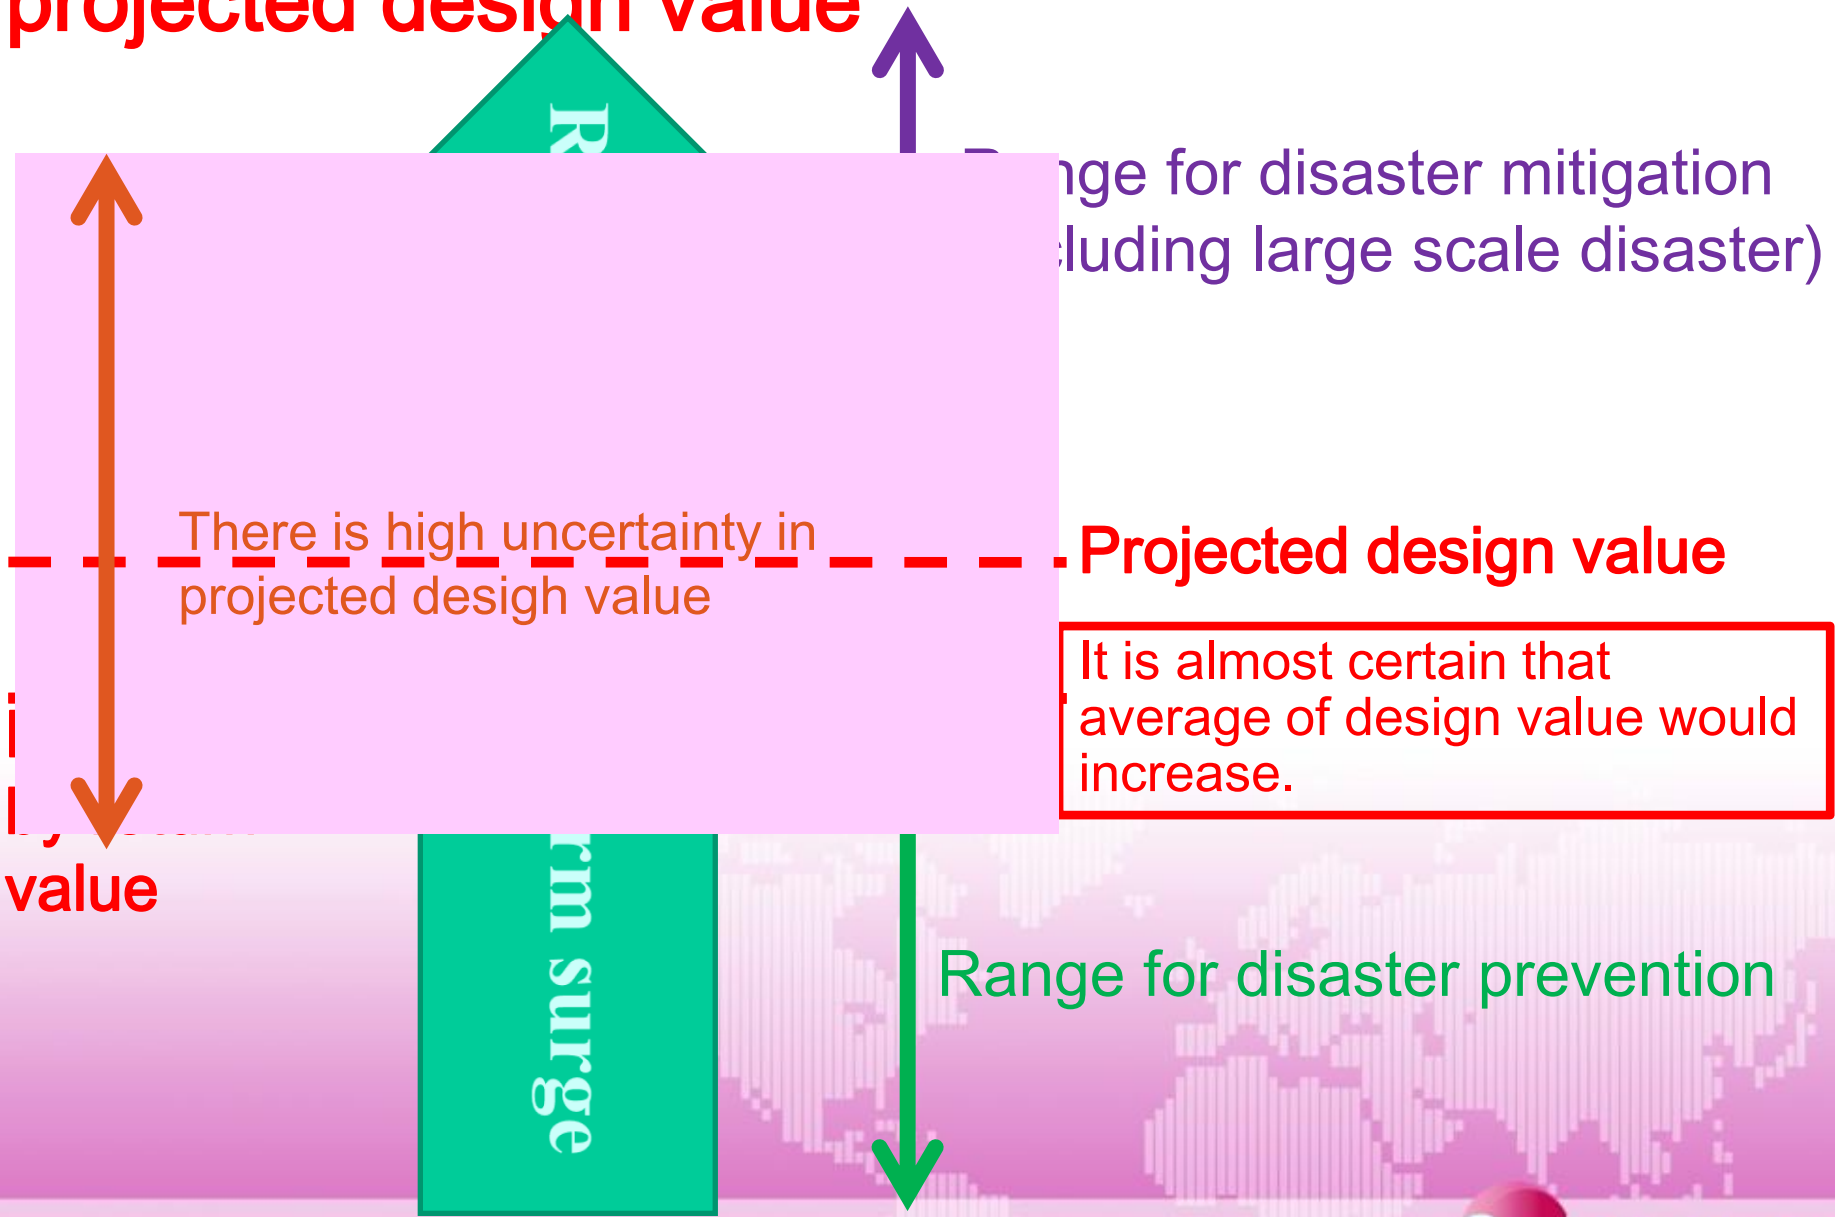 projected design value
nge for disaster mitigation
cluding large scale disaster)
There is high uncertainty in
projected desigh value
Projected design value
It is almost certain that
average of design value would
increase.
value
rm surge
Range for disaster prevention